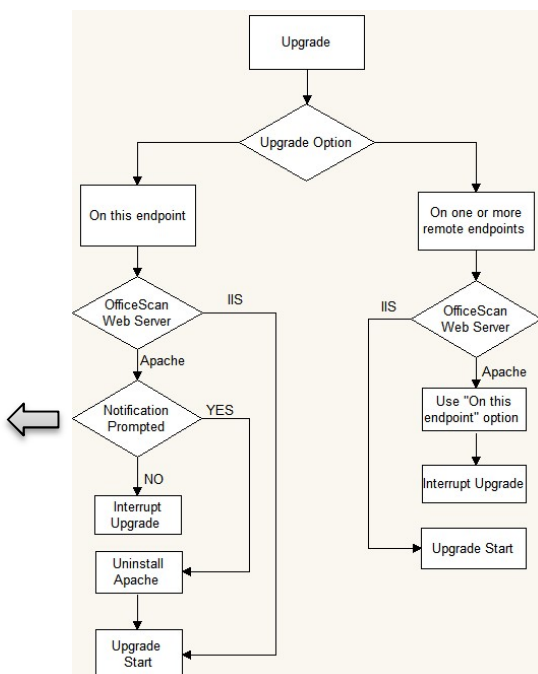 Upgrade
Upgrade Option
On this endpoint
On one or more
remote endpoints
OfficeScan
Web Server
IIS
Apache
Notification
Prompted
YES
NO
Interrupt
Upgrade
Uninstall
Apache
Upgrade
Start
OfficeScan
Web Server
IIS
Apache
Use "On this
endpoint" option
Interrupt Upgrade
Upgrade Start